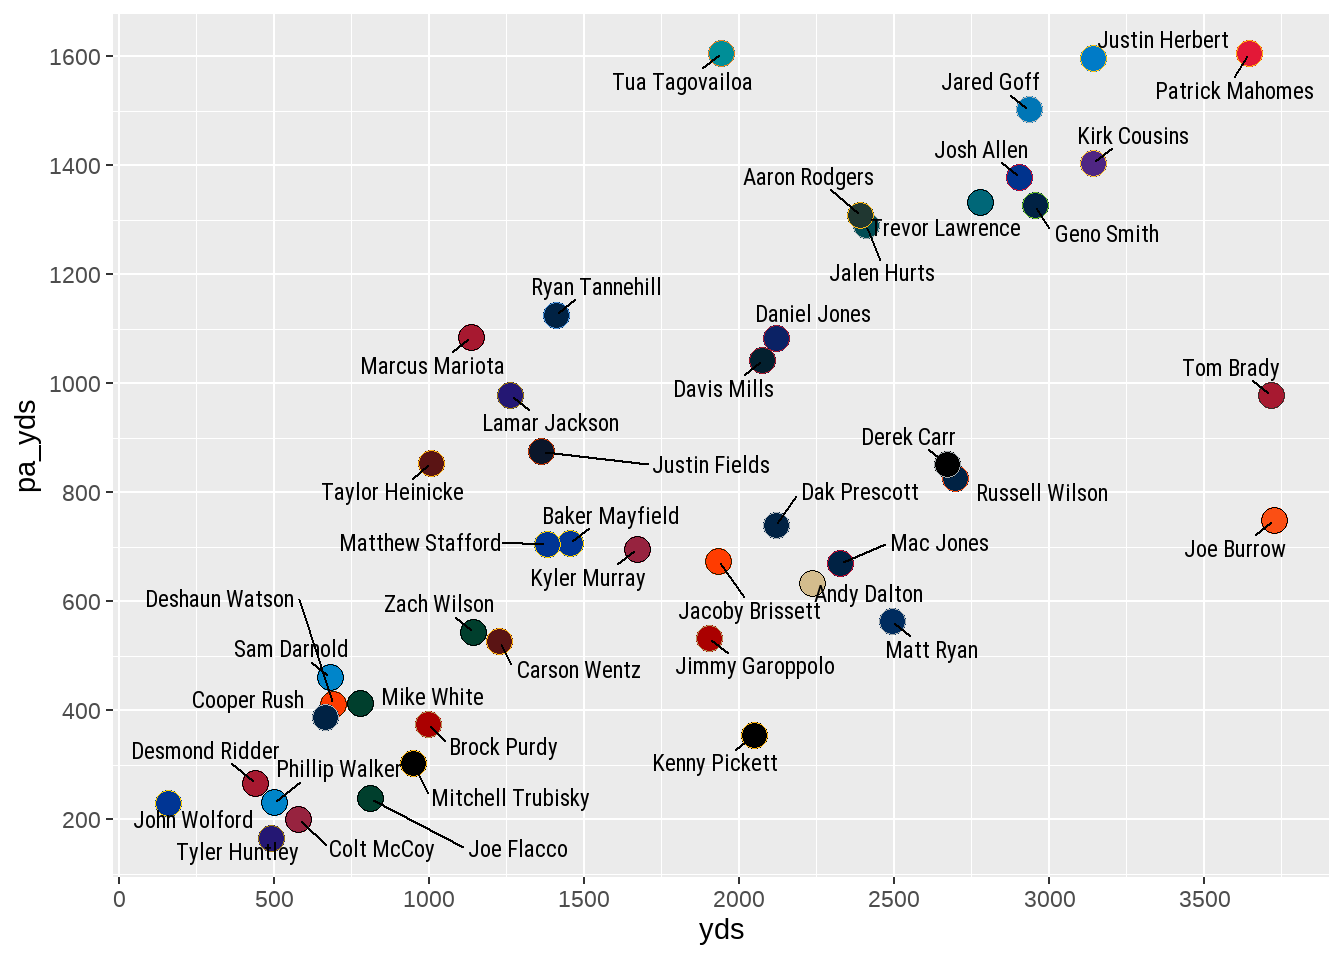 1600
1400
1200
1000
800
600
400
200
pa_yds
Justin Herbert
Tua Tagovailoa
Patrick Mahomes
Jared Goff
Kirk Cousins
Josh Allen
Aaron Rodgers
Trevor Lawrence
Geno Smith
Jalen Hurts
Ryan Tannehill
Daniel Jones
Marcus Mariota
Davis Mills
Tom Brady
Lamar Jackson
Derek Carr
Justin Fields
Taylor Heinicke
Dak Prescott
Russell Wilson
Baker Mayfield
Matthew Stafford
Mac Jones
Joe Burrow
Kyler Murray
Deshaun Watson
Zach Wilson
Jacoby Brissett
Andy Dalton
Sam Darnold
Carson Wentz
Jimmy Garoppolo
Matt Ryan
Cooper Rush
Mike White
Brock Purdy
Desmond Ridder
Phillip Walker
Kenny Pickett
Mitchell Trubisky
John Wolford
Tyler Huntley
Colt McCoy
Joe Flacco
0 500 1000 1500 2000 2500 3000 3500
yds